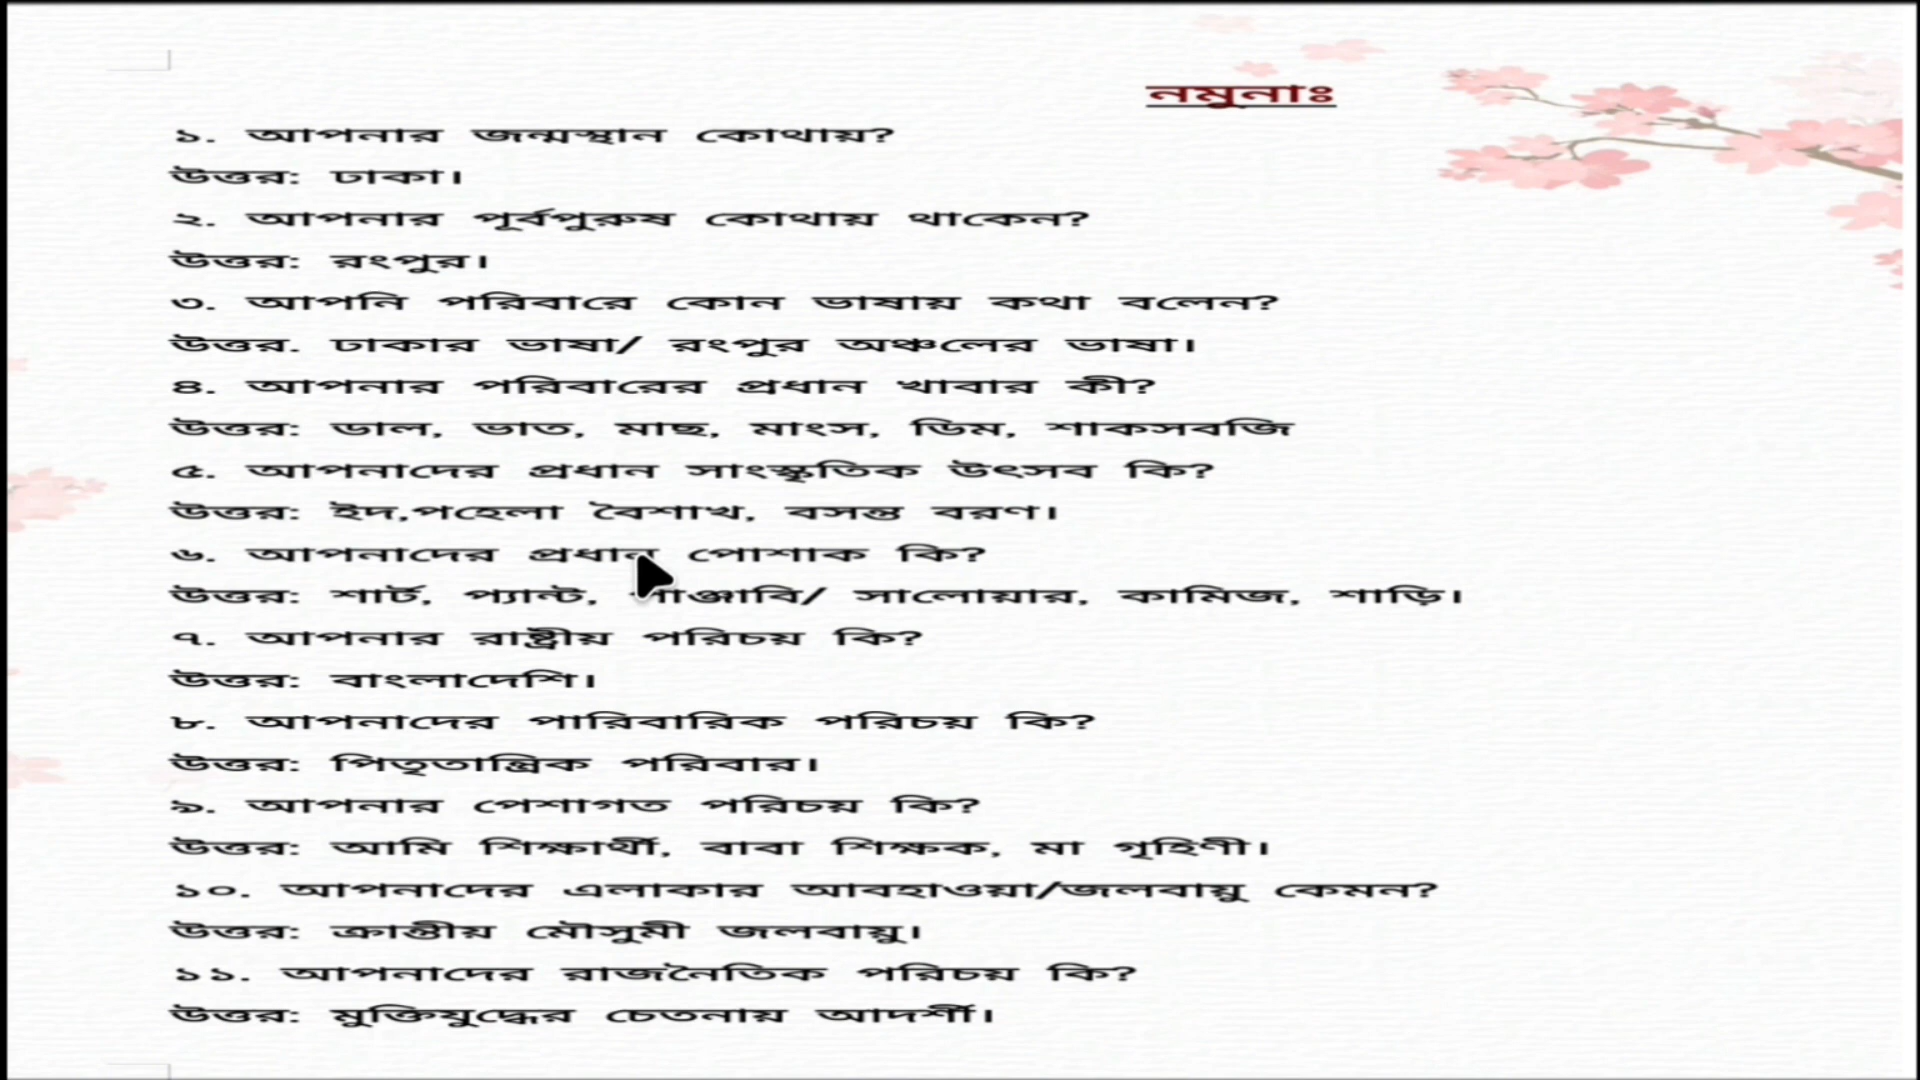 নমুনাঃ
১. আপনার জন্মস্থান কোথায়?
উত্তর: ঢাকা।
২. আপনার পূর্বপুরুষ কোথায় থাকেন?
উত্তর: রংপুর।
৩. আপনি পরিবারে কোন ভাষায় কথা বলেন?
উত্তর. ঢাকার ভাষা/ রংপুর অঞ্চলের ভাষা।
৪. আপনার পরিবারের প্রধান খাবার কী?
উত্তর: ডাল, ভাত, মাছ, মাংস, ডিম, শাকসবজি
৫. আপনাদের প্রধান সাংস্কৃতিক উৎসব কি?
উত্তর: ইদ,পহেলা বৈশাখ, বসন্ত বরণ।
৬. আপনাদের প্রধান পোশাক কি?
উত্তর: শার্ট, প্যান্ট, পাঞ্জাবি/ সালোয়ার, কামিজ, শাড়ি।
৭. আপনার রাষ্ট্রীয় পরিচয় কি?
উত্তর: বাংলাদেশি।
৮. আপনাদের পারিবারিক পরিচয় কি?
উত্তর: পিতৃতান্ত্রিক পরিবার।
৯. আপনার পেশাগত পরিচয় কি?
উত্তর: আমি শিক্ষার্থী, বাবা শিক্ষক, মা গৃহিণী।
১০. আপনাদের এলাকার আবহাওয়া/জলবায়ু কেমন?
উত্তর: ক্রান্তীয় মৌসুমী জলবায়ু।
১১. আপনাদের রাজনৈতিক পরিচয় কি?
উত্তর: মুক্তিযুদ্ধের চেতনায় আদর্শী।